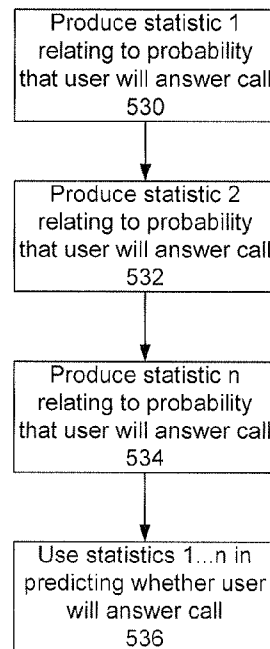 Produce statistic 1
relating to probability
that user will answer call
530
Produce statistic 2
relating to probability
that user will answer call
532
Produce statistic n
relating to probability
that user will answer call
534
Use statistics 1...n in
predicting whether user
will answer call
536